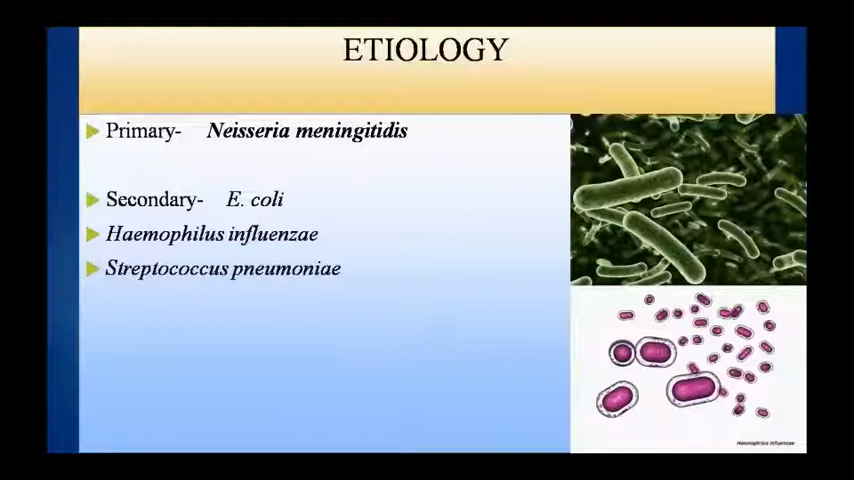 ETIOLOGY
Primary- Neisseria meningitidis
Secondary- E. coli
Haemophilus influenzae
Streptococcus pneumoniae
Haemophilus influenzae